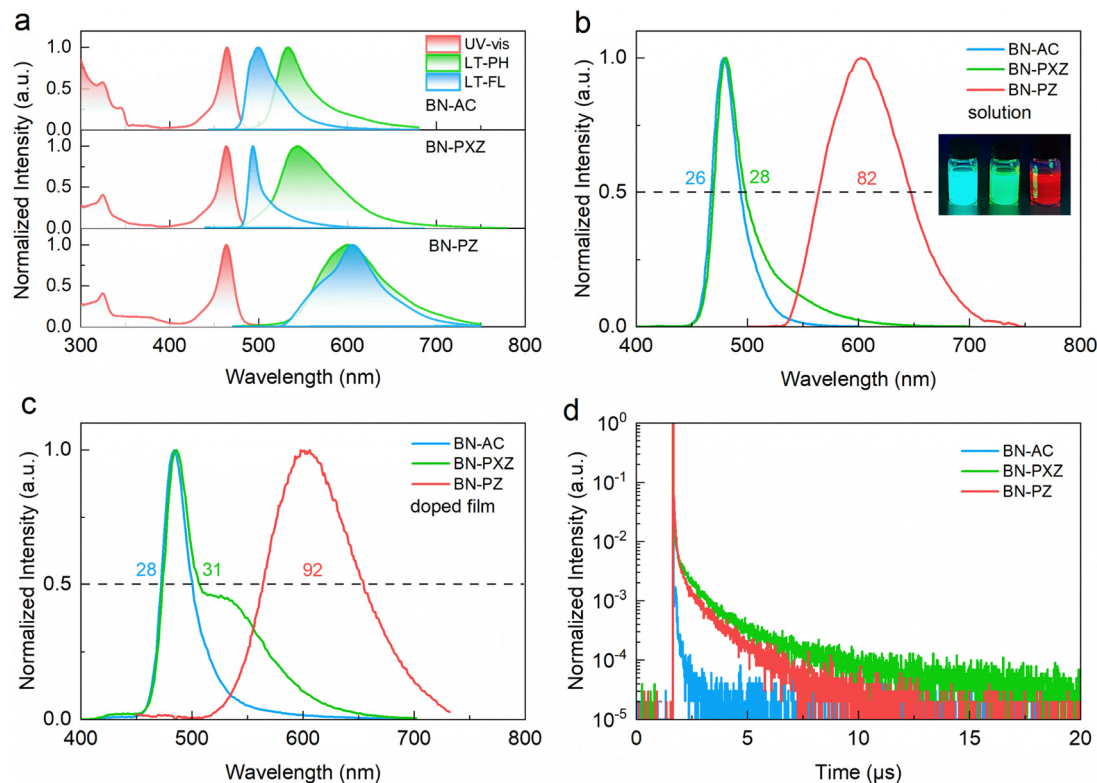 a
Normalized Intensity (a.u.)
1.0
0.5
0.0
UV-vis
LT-PH
LT-FL
BN-AC
1.0
0.5
0.0
BN-PXZ
1.0
0.5
0.0
BN-PZ
300 400 500 600 700 800
Wavelength (nm)
b
Normalized Intensity (a.u.)
1.0
0.5
0.0
BN-AC
BN-PXZ
BN-PZ
solution
26 28 82
400 500 600 700 800
Wavelength (nm)
c
Normalized Intensity (a.u.)
1.0
0.5
0.0
BN-AC
BN-PXZ
BN-PZ
doped film
28 31 92
400 500 600 700 800
Wavelength (nm)
d
Normalized Intensity (a.u.)
10⁰
10⁻¹
10⁻²
10⁻³
10⁻⁴
10⁻⁵
BN-AC
BN-PXZ
BN-PZ
0 5 10 15 20
Time (µs)